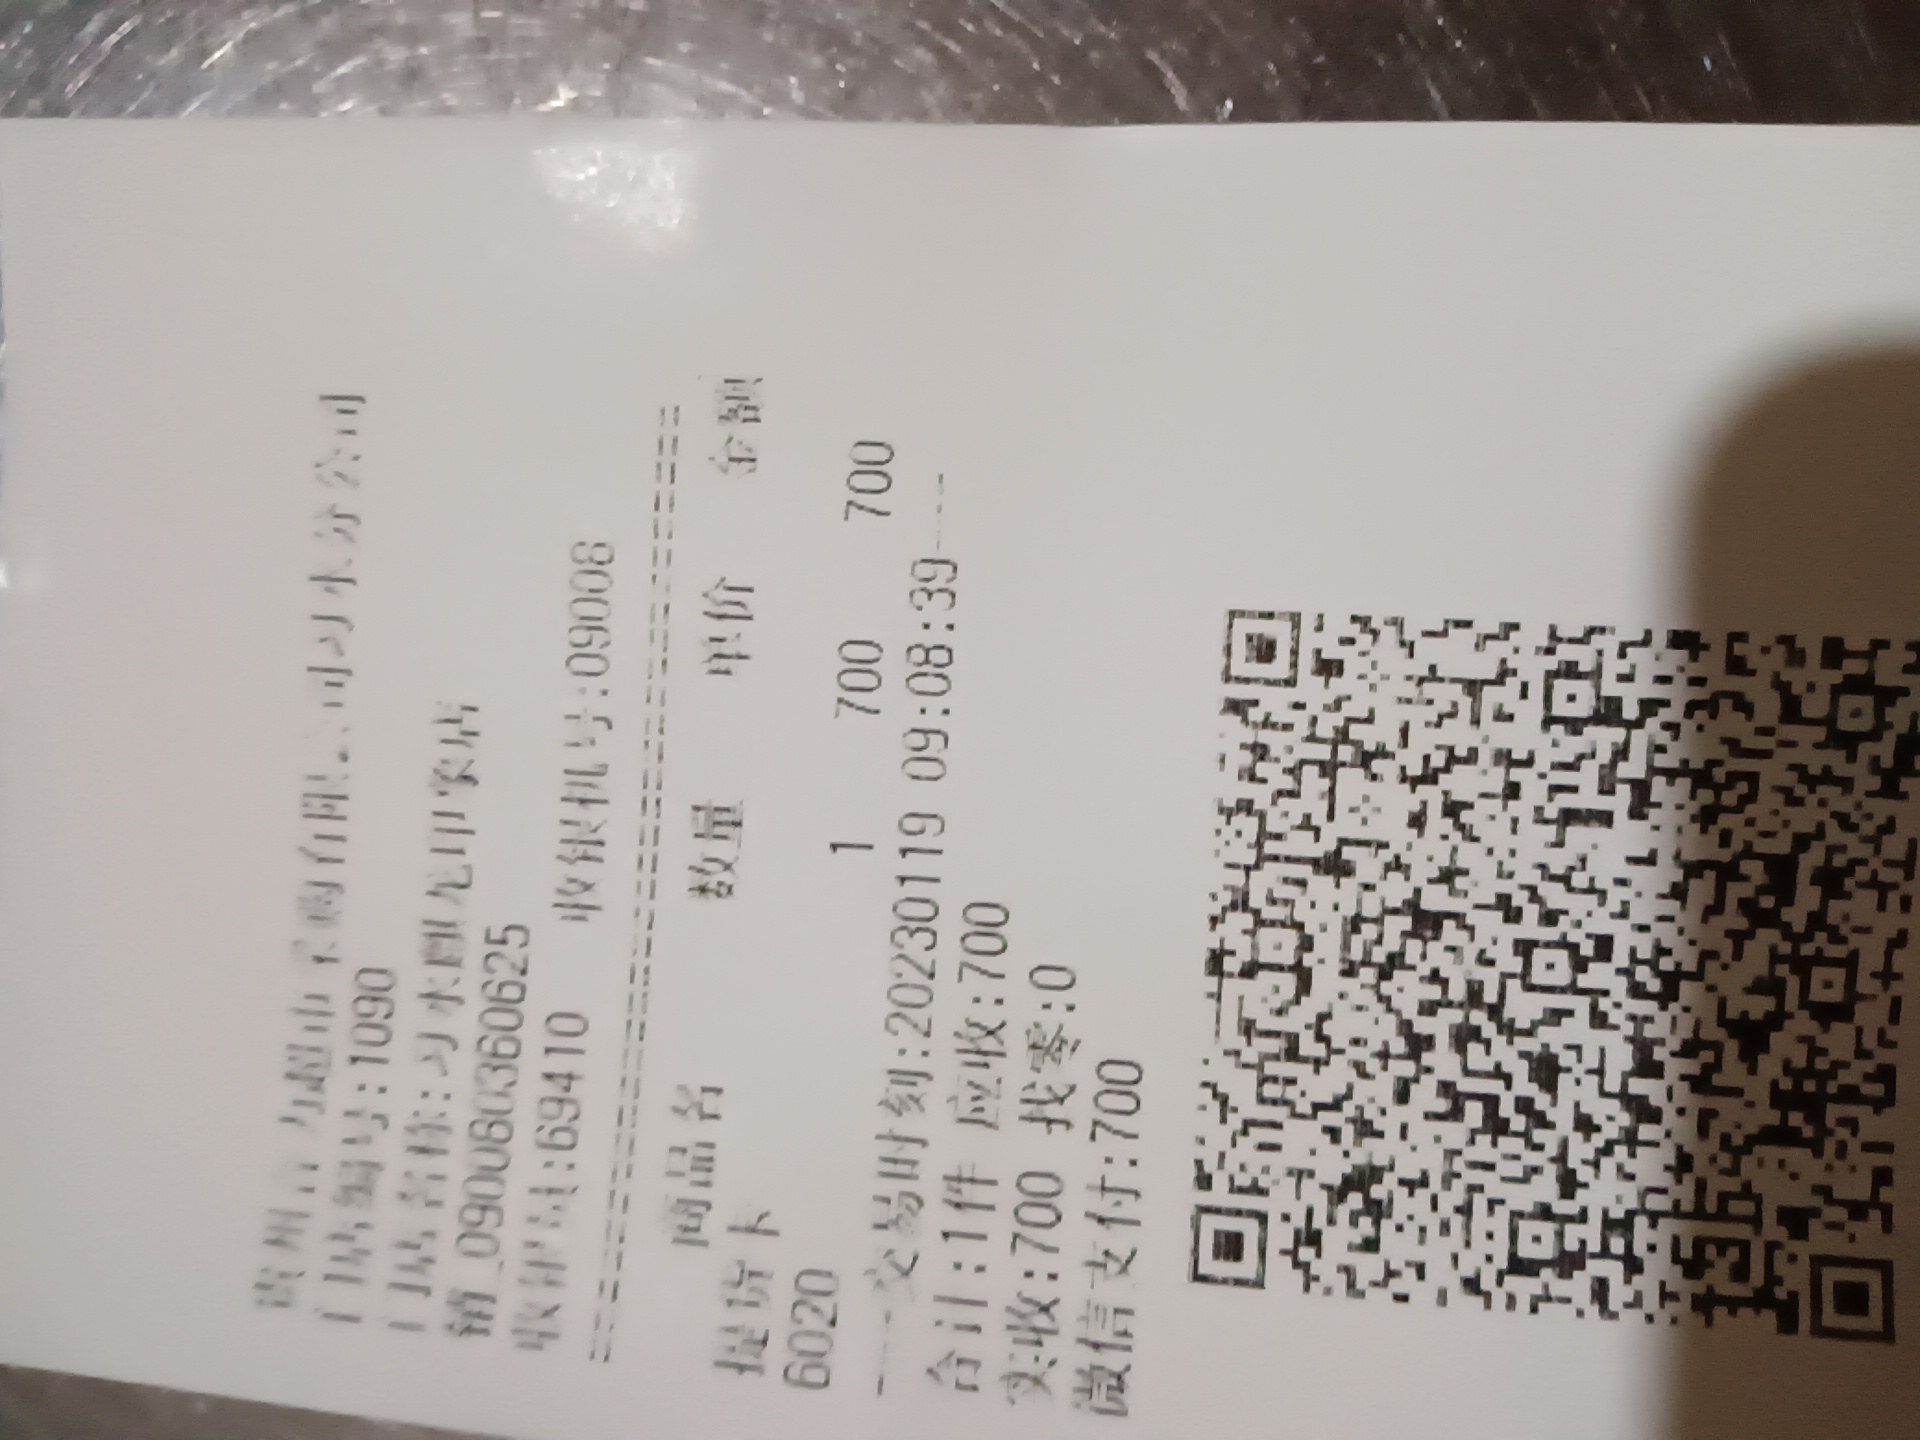 贵州合力超市采购有限公司习水分公司
门店编号:1090
门店名称:习水图龙印象店
销_090080360625
收银员:69410 收银机号:09008
商品名 数量 单价 金额
提货卡
6020 1 700 700
-----交易时刻:20230119 09:08:39-----
合计:1件 应收:700
实收:700 找零:0
微信支付:700